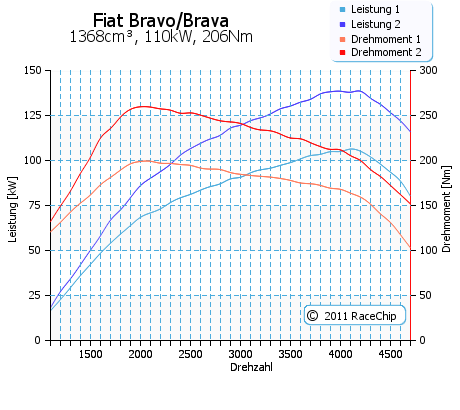 Fiat Bravo/Brava
1368cm³, 110kW, 206Nm
Leistung 1
Leistung 2
Drehmoment 1
Drehmoment 2
150
125
100
75
50
25
0
Leistung [kW]
300
250
200
150
100
50
0
Drehmoment [Nm]
1500 2000 2500 3000 3500 4000 4500
Drehzahl
© 2011 RaceChip